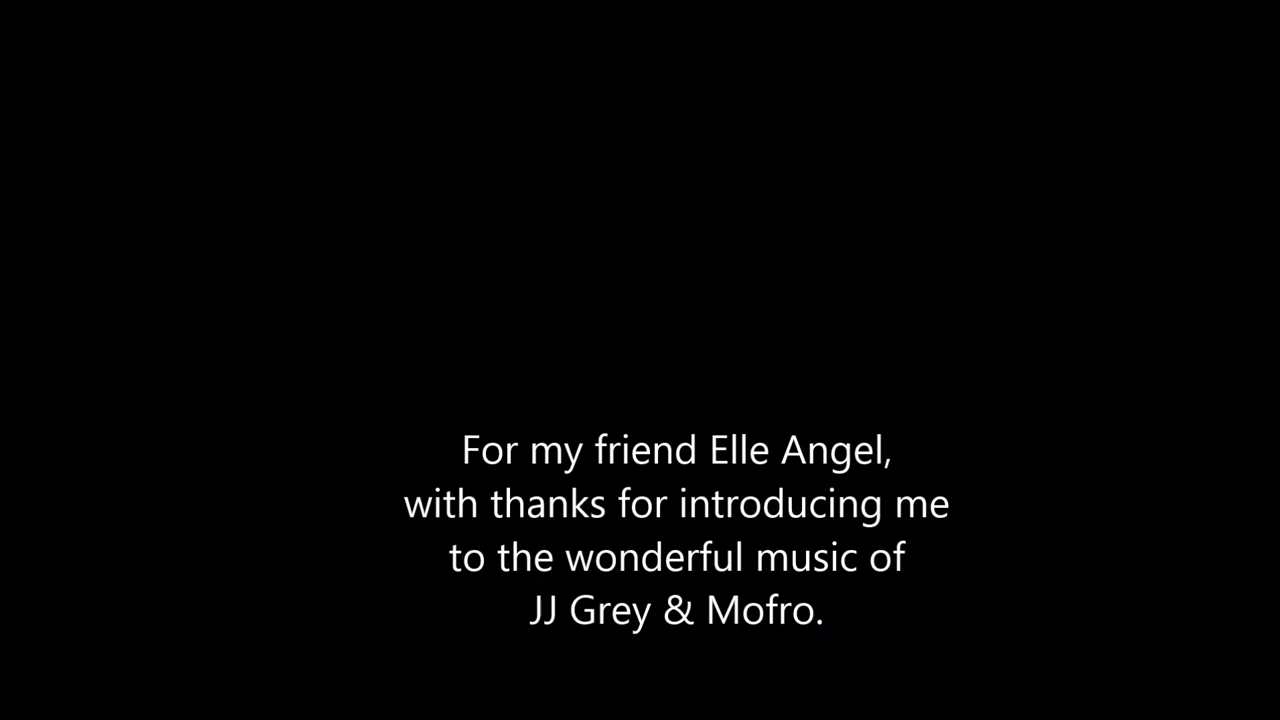 For my friend Elle Angel,
with thanks for introducing me
to the wonderful music of
JJ Grey & Mofro.